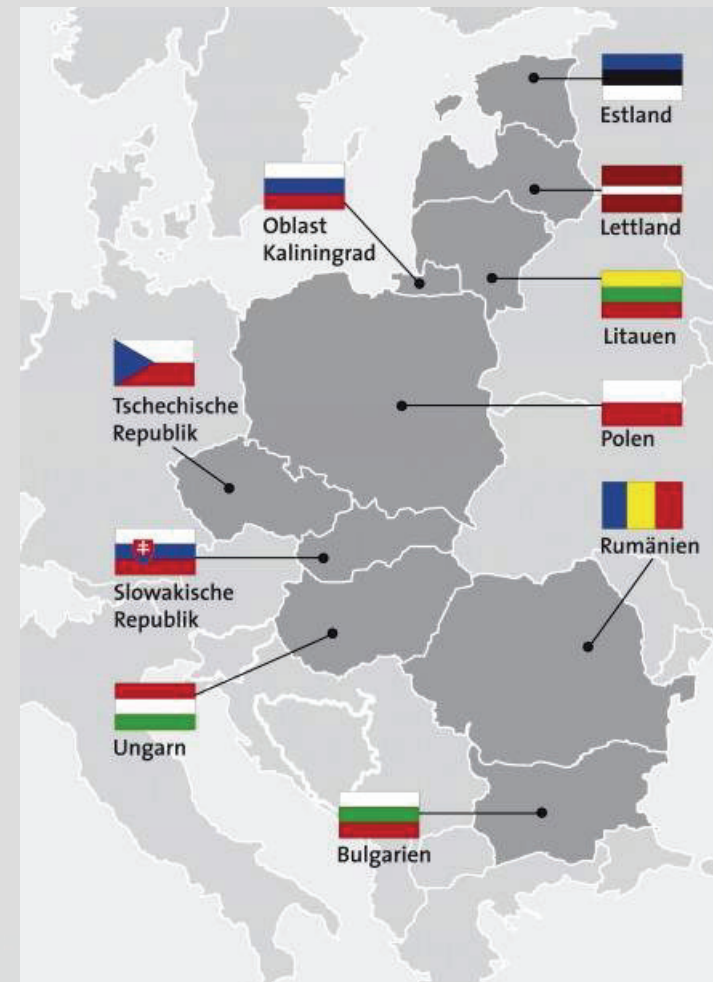 Estland
Lettland
Oblast
Kaliningrad
Litauen
Tschechische
Republik
Polen
Rumänien
Slowakische
Republik
Ungarn
Bulgarien